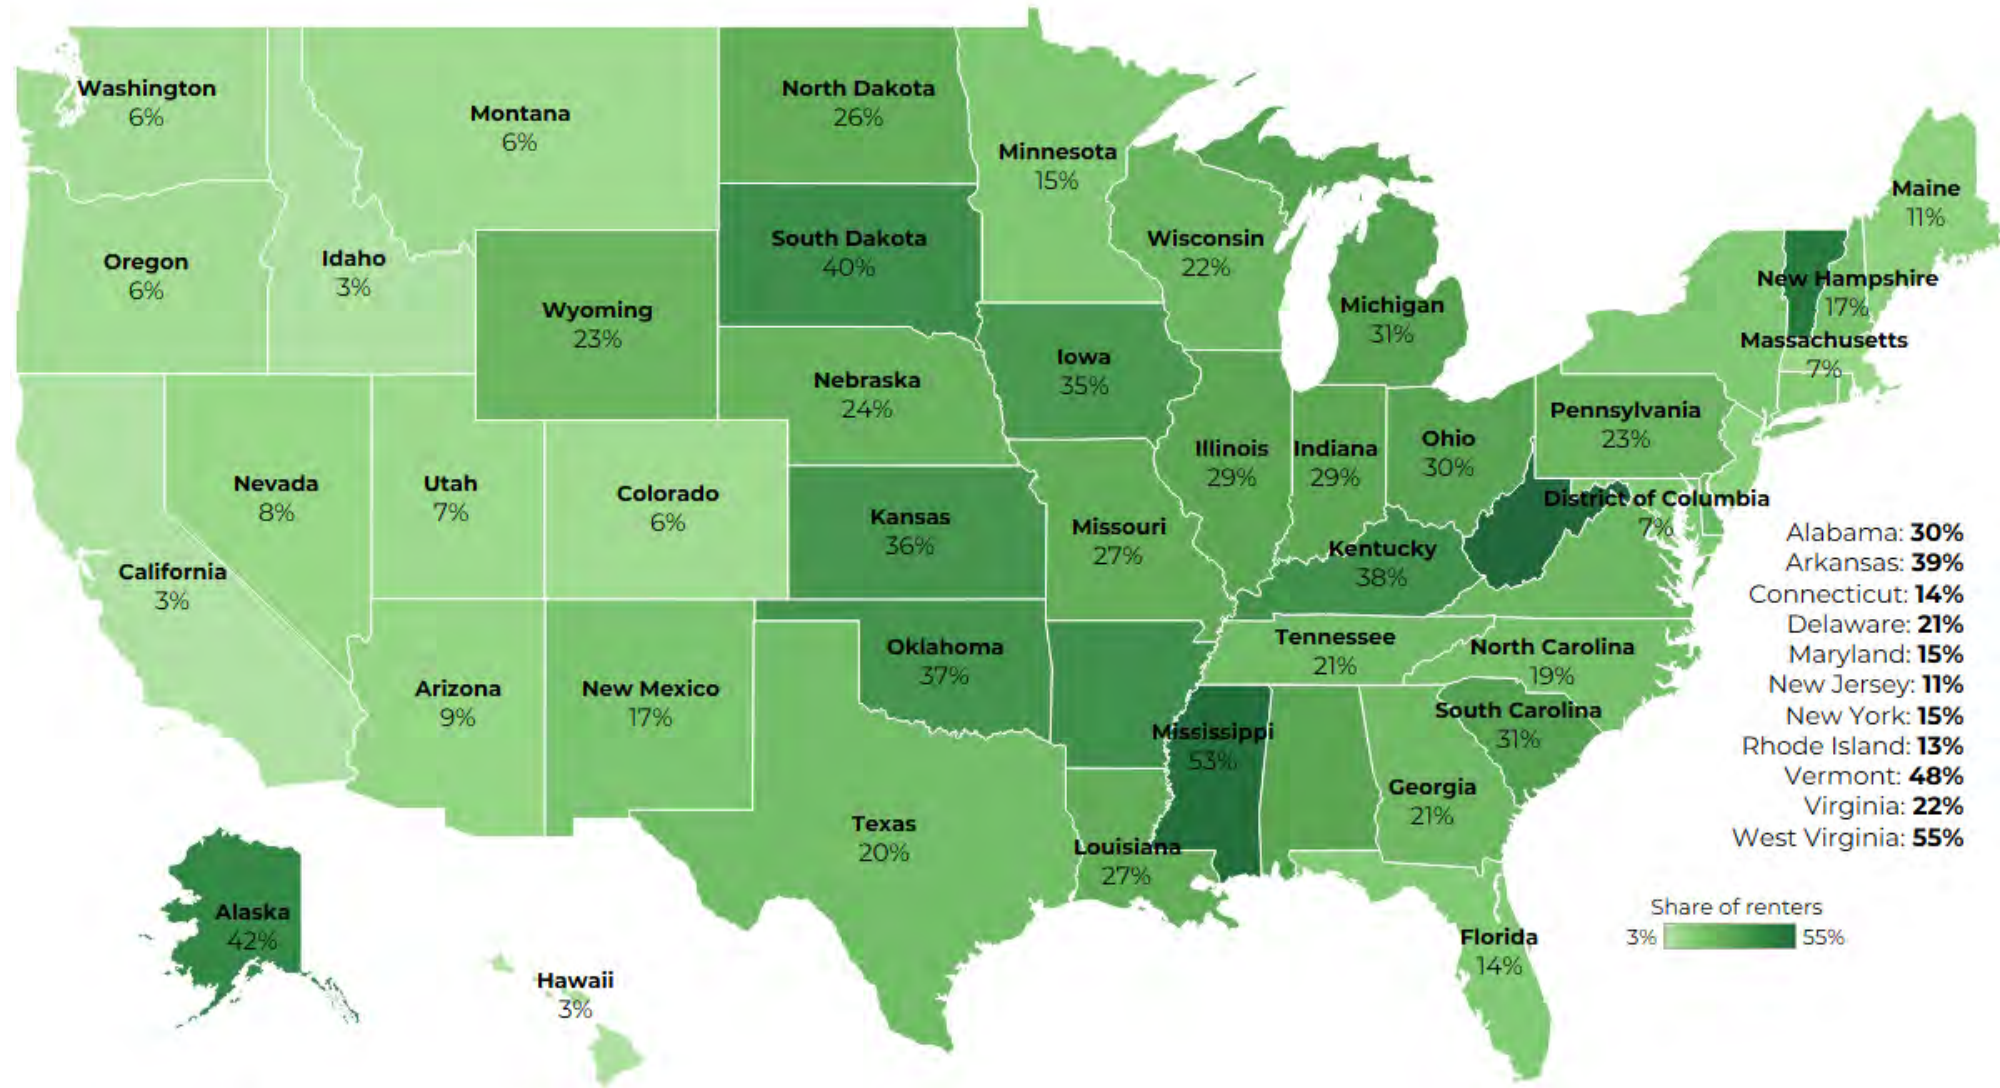 Washington
6%
Montana
6%
North Dakota
26%
Minnesota
15%
Maine
11%
Oregon
6%
Idaho
3%
Wyoming
23%
South Dakota
40%
Wisconsin
22%
Michigan
31%
New Hampshire
17%
Massachusetts
7%
Nebraska
24%
Iowa
35%
Illinois
29%
Indiana
29%
Ohio
30%
Pennsylvania
23%
Nevada
8%
Utah
7%
Colorado
6%
Kansas
36%
Missouri
27%
Kentucky
38%
District of Columbia
7%
California
3%
Arizona
9%
New Mexico
17%
Oklahoma
37%
Tennessee
21%
North Carolina
19%
South Carolina
31%
Mississippi
53%
Georgia
21%
Texas
20%
Louisiana
27%
Alaska
42%
Hawaii
3%
Florida
14%
Alabama: 30%
Arkansas: 39%
Connecticut: 14%
Delaware: 21%
Maryland: 15%
New Jersey: 11%
New York: 15%
Rhode Island: 13%
Vermont: 48%
Virginia: 22%
West Virginia: 55%
Share of renters
3% 55%